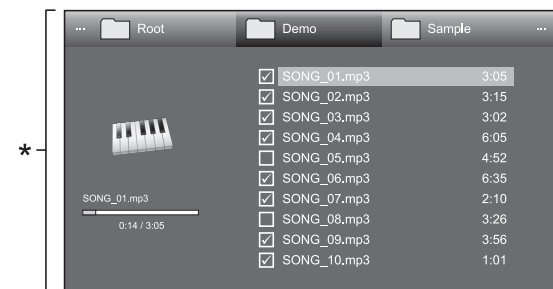 ... Root Demo Sample ...
SONG_01.mp3 3:05
SONG_02.mp3 3:15
SONG_03.mp3 3:02
SONG_04.mp3 6:05
SONG_05.mp3 4:52
SONG_06.mp3 6:35
SONG_07.mp3 2:10
SONG_08.mp3 3:26
SONG_09.mp3 3:56
SONG_10.mp3 1:01
*
SONG_01.mp3
0:14 / 3:05